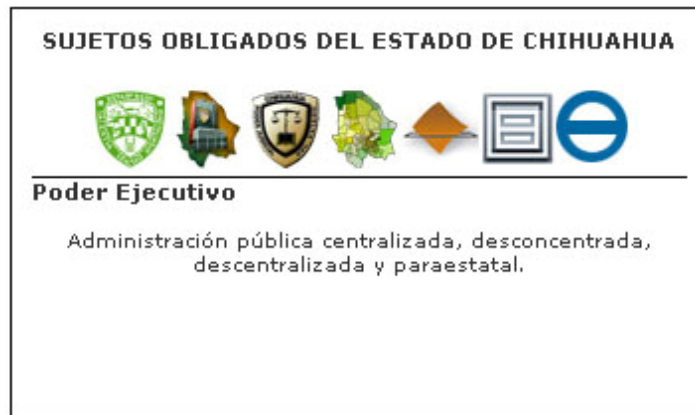 SUJETOS OBLIGADOS DEL ESTADO DE CHIHUAHUA
Poder Ejecutivo
Administración pública centralizada, desconcentrada,
descentralizada y paraestatal.